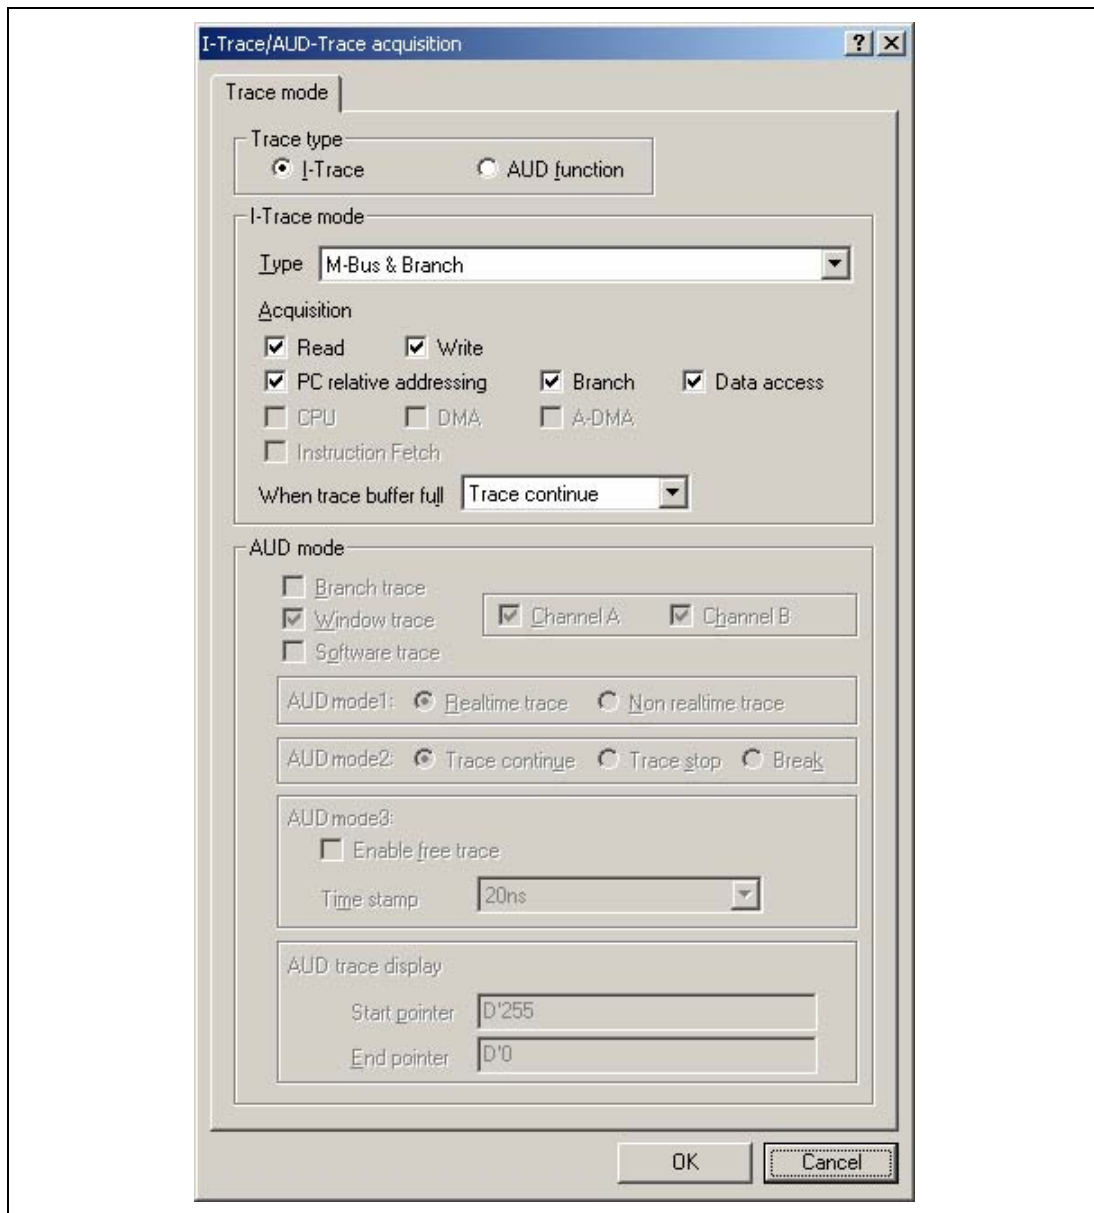 I-Trace/AUD-Trace acquisition
Trace mode
Trace type
I-Trace AUD function
I-Trace mode
Type M-Bus & Branch
Acquisition
Read Write
PC relative addressing Branch Data access
CPU DMA A-DMA
Instruction Fetch
When trace buffer full Trace continue
AUD mode
Branch trace
Window trace Channel A Channel B
Software trace
AUD mode1: Realtime trace Non realtime trace
AUD mode2: Trace continue Trace stop Break
AUD mode3:
Enable free trace
Time stamp 20ns
AUD trace display
Start pointer D'255
End pointer D'0
OK Cancel